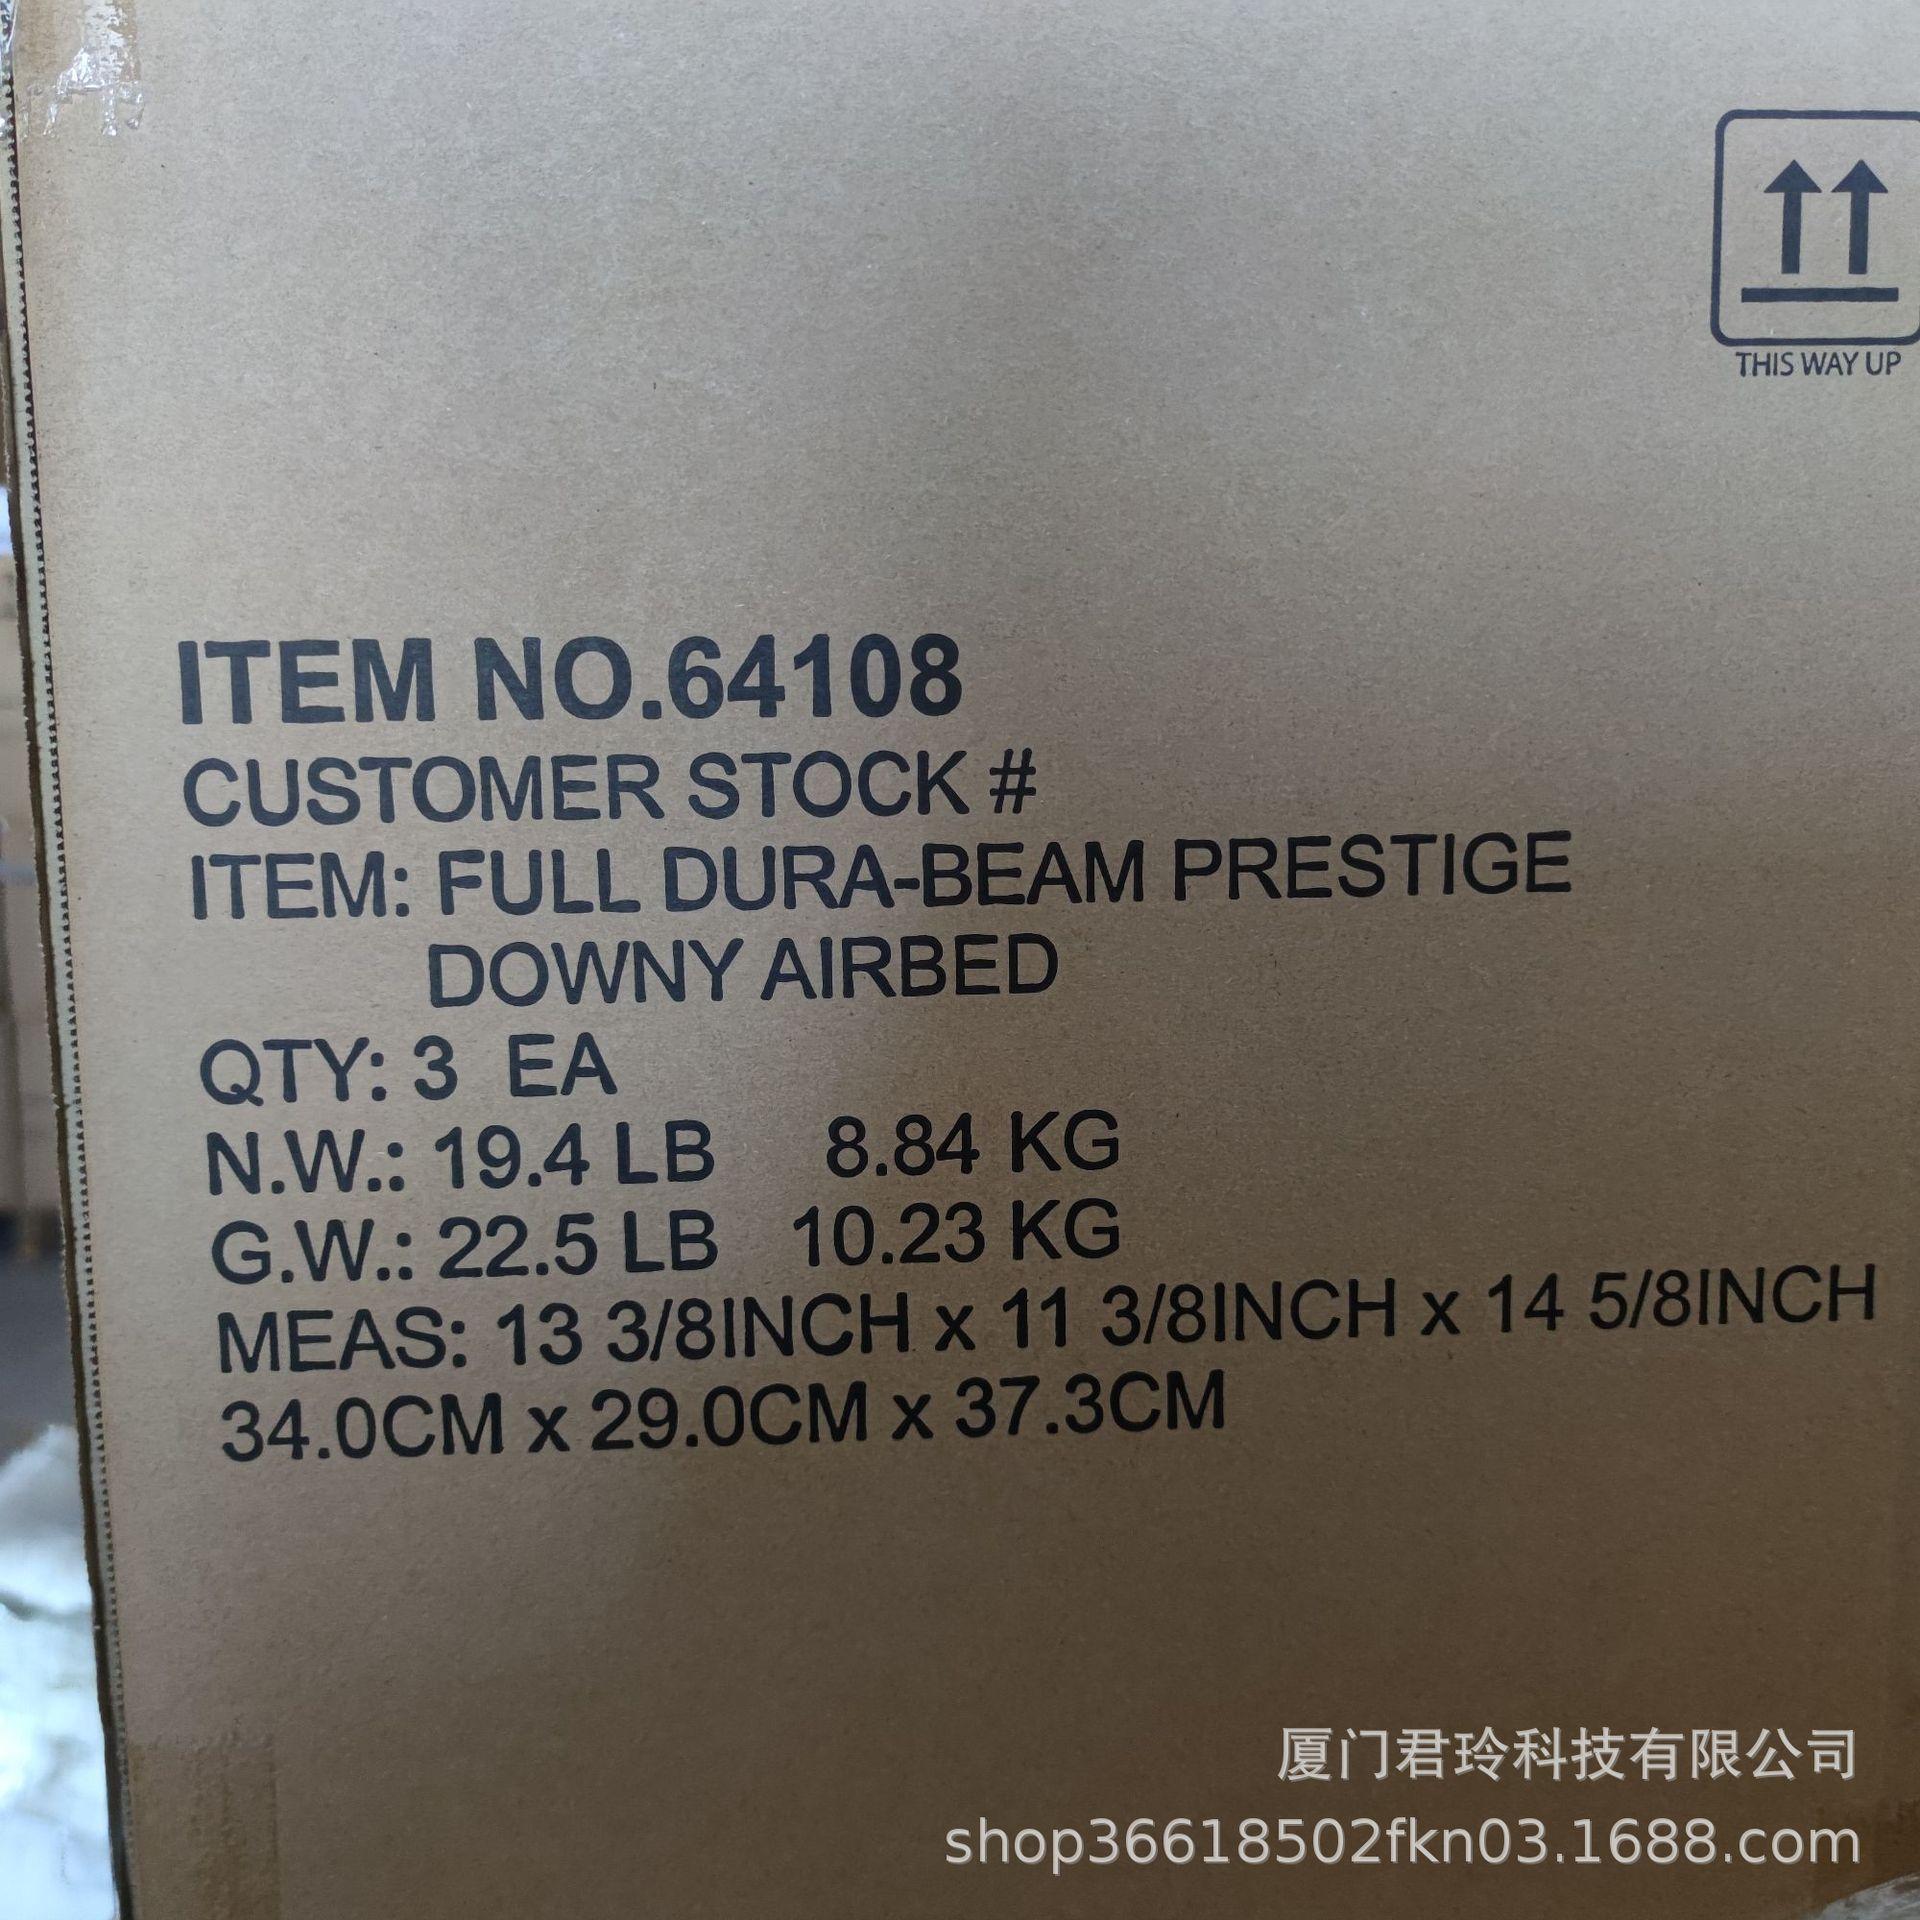 THIS WAY UP
ITEM NO.64108
CUSTOMER STOCK #
ITEM: FULL DURA-BEAM PRESTIGE
DOWNY AIRBED
QTY: 3 EA
N.W.: 19.4 LB 8.84 KG
G.W.: 22.5 LB 10.23 KG
MEAS: 13 3/8INCH x 11 3/8INCH x 14 5/8INCH
34.0CM x 29.0CM x 37.3CM
厦门君玲科技有限公司
shop36618502fkn03.1688.com